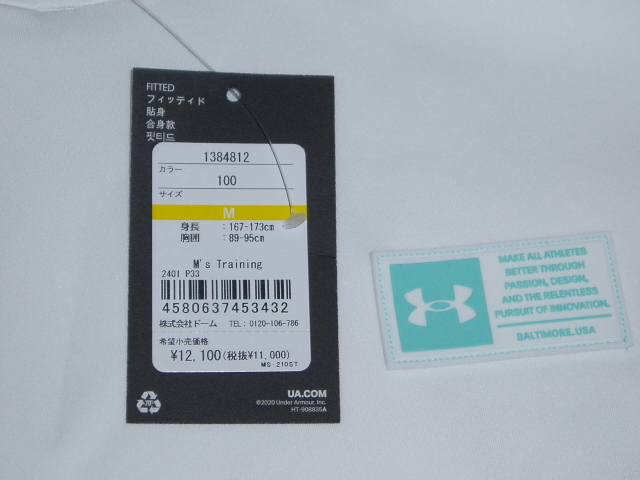 FITTED
フィッティド
貼身
合身款
핏티드
1384812
カラー
100
サイズ
M
身長 :167-173cm
胸囲 :89-95cm
M's Training
2401 P33
4580637453432
株式会社ドーム TEL:0120-106-786
希望小売価格
¥12,100(税抜¥11,000)
MS-210ST
UA.COM
©2020 Under Armour, Inc.
HT-908835A
MAKE ALL ATHLETES
BETTER THROUGH
PASSION, DESIGN,
AND THE RELENTLESS
PURSUIT OF INNOVATION.
BALTIMORE. USA